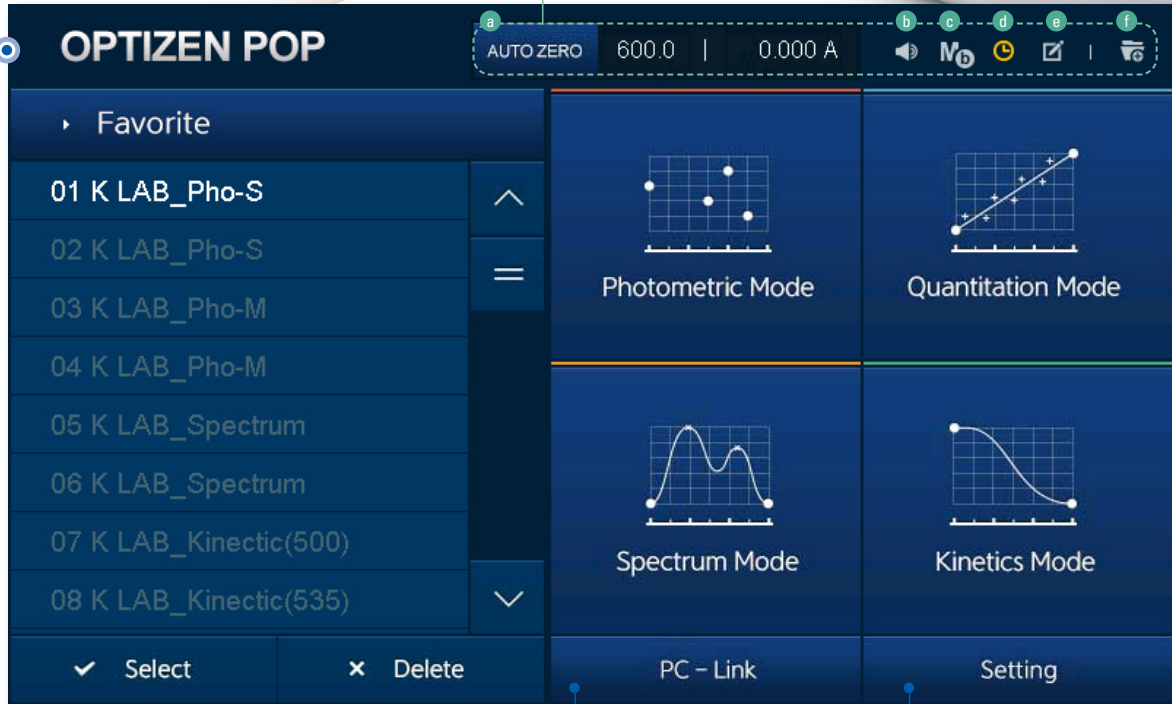 a b c d e f
OPTIZEN POP
AUTO ZERO 600.0 | 0.000 A Mb |
Favorite
01 K LAB_Pho-S
02 K LAB_Pho-S
03 K LAB_Pho-M
04 K LAB_Pho-M
05 K LAB_Spectrum
06 K LAB_Spectrum
07 K LAB_Kinectic(500)
08 K LAB_Kinectic(535)
Select
Delete
Photometric Mode
Quantitation Mode
Spectrum Mode
Kinetics Mode
PC – Link
Setting